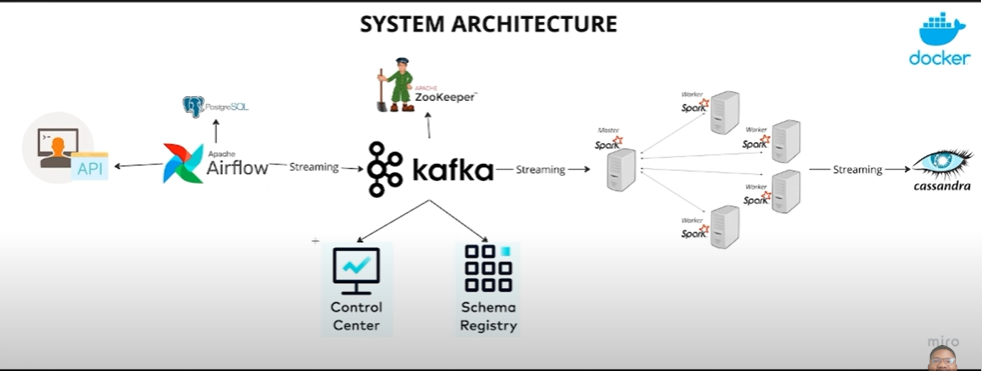 SYSTEM ARCHITECTURE
docker
PostgreSQL
APACHE
ZooKeeper™
>_
API
Apache
Airflow
Streaming
kafka
Streaming
Master
Spark
Worker
Spark
Worker
Spark
Worker
Spark
Worker
Spark
Streaming
cassandra
Control
Center
Schema
Registry
miro